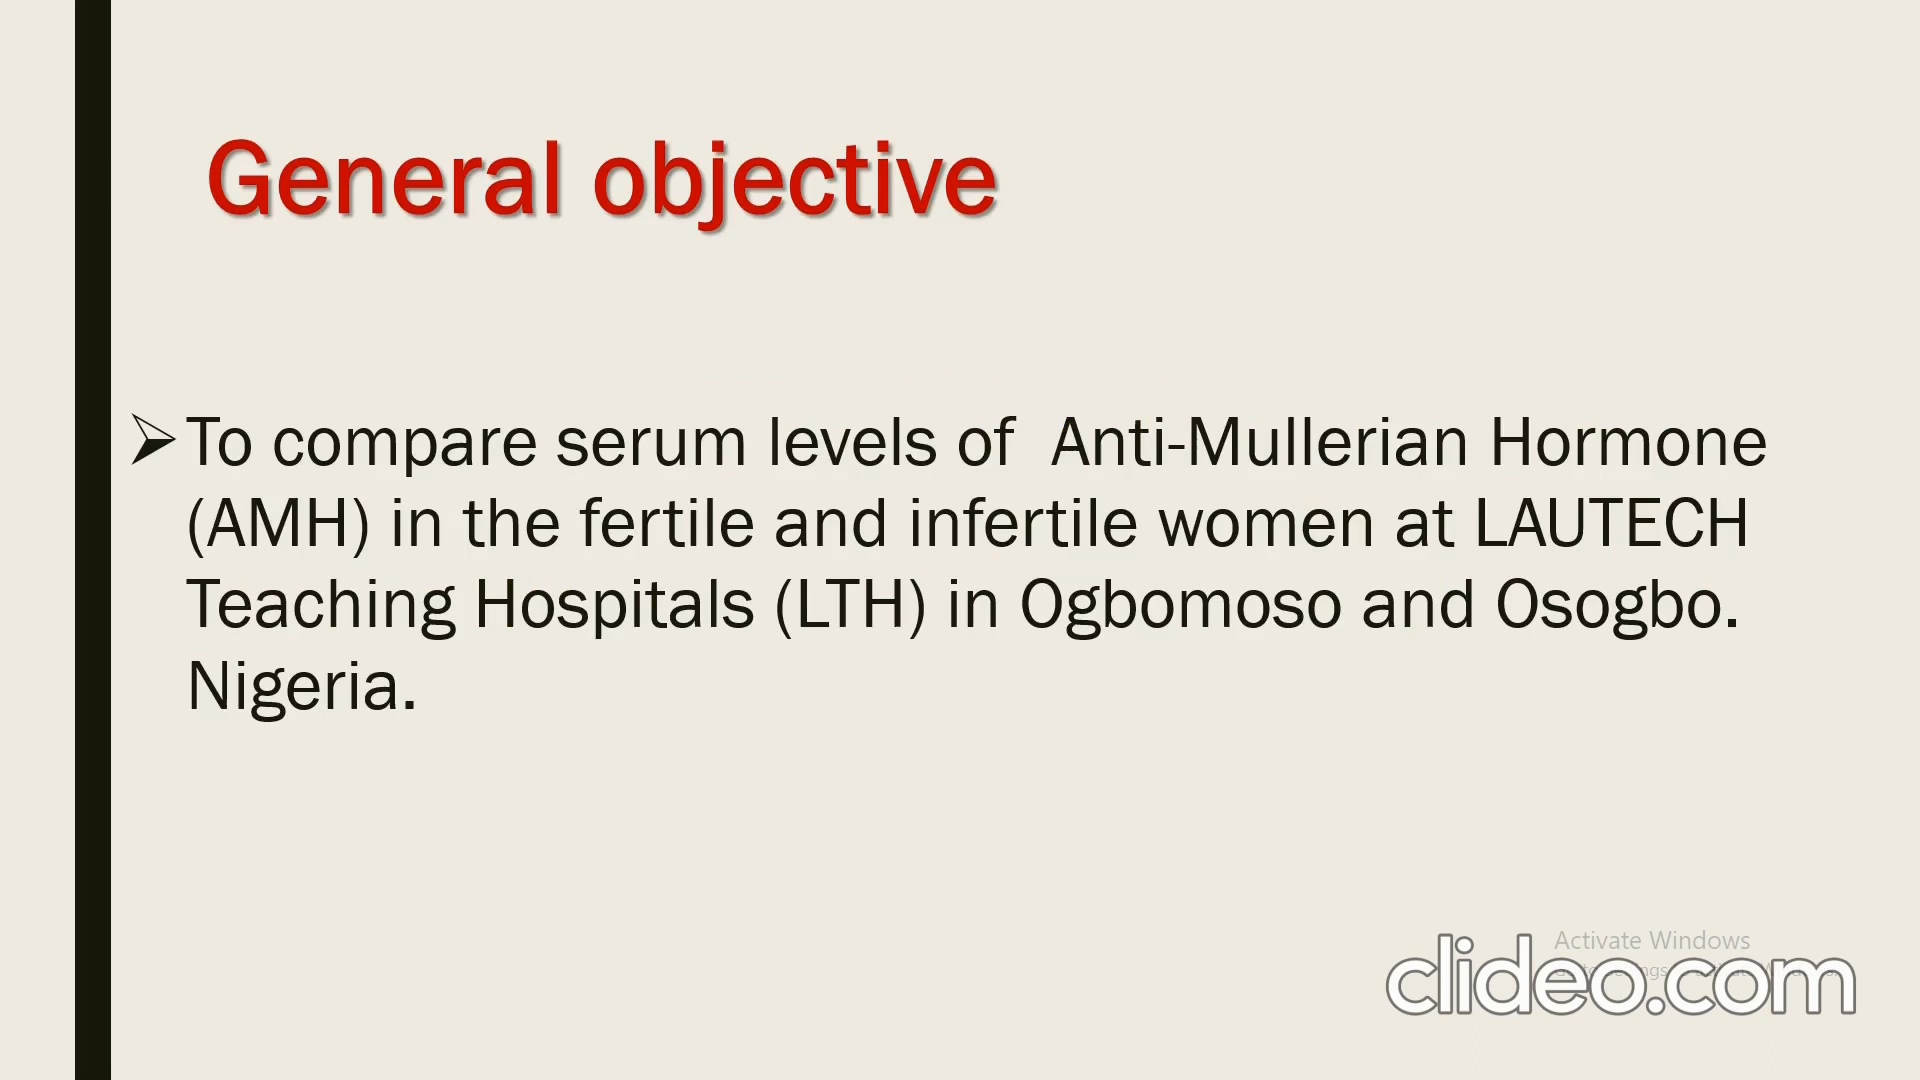 General objective
To compare serum levels of  Anti-Mullerian Hormone
(AMH) in the fertile and infertile women at LAUTECH
Teaching Hospitals (LTH) in Ogbomoso and Osogbo.
Nigeria.
Activate Windows
clideo.com